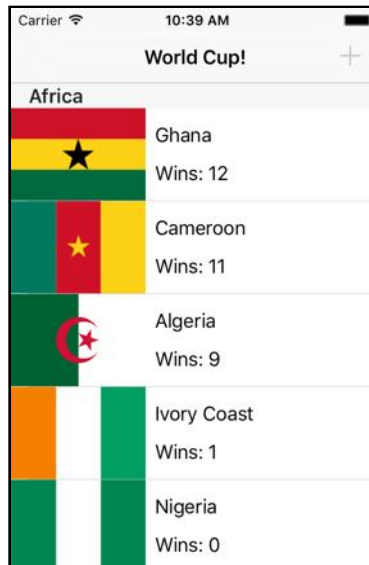 Carrier 10:39 AM
World Cup! +
Africa
Ghana
Wins: 12
Cameroon
Wins: 11
Algeria
Wins: 9
Ivory Coast
Wins: 1
Nigeria
Wins: 0